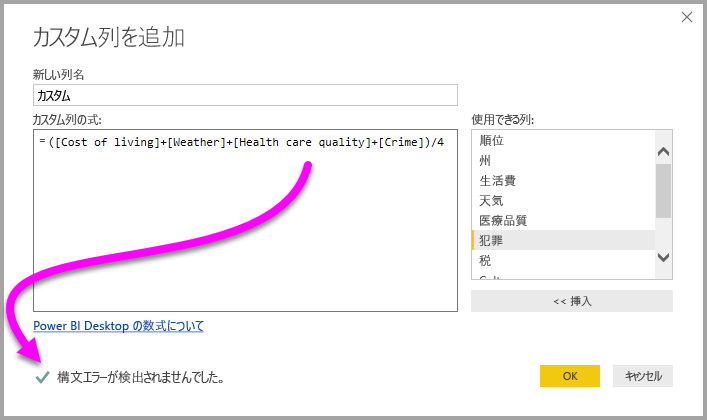 カスタム列を追加
新しい列名
カスタム
カスタム列の式:
=([Cost of living]+[Weather]+[Health care quality]+[Crime])/4
使用できる列:
順位
州
生活費
天気
医療品質
犯罪
税
<< 挿入
Power BI Desktop の数式について
構文エラーが検出されませんでした。
OK
キャンセル